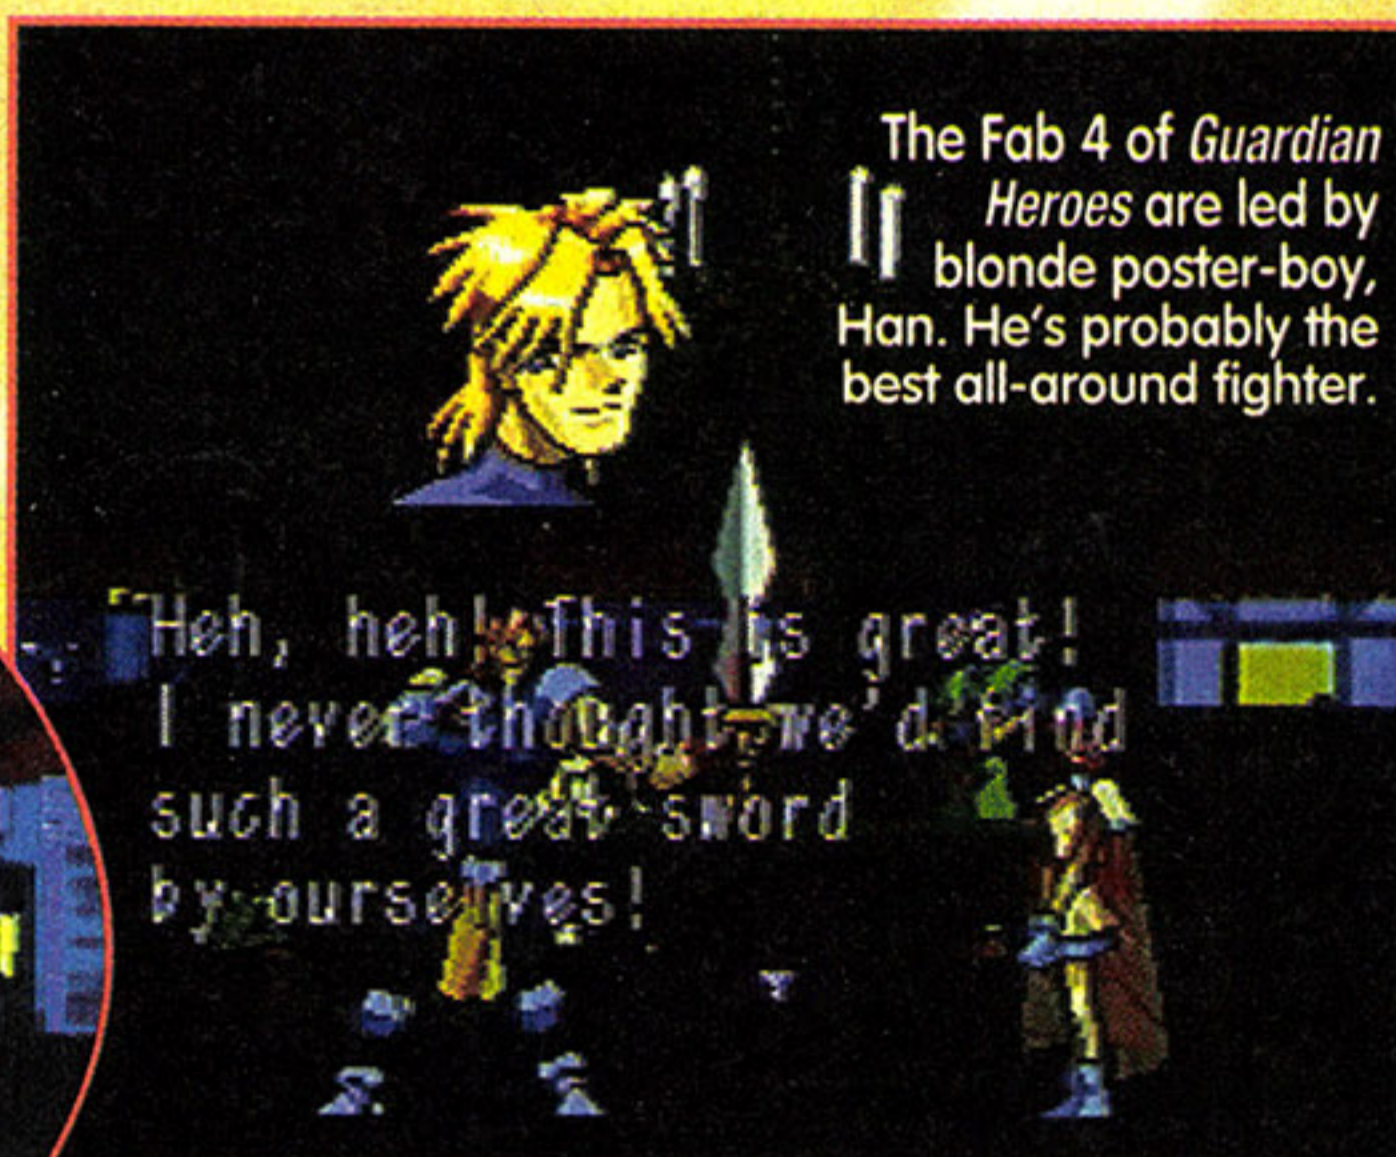 The Fab 4 of Guardian
Heroes are led by
blonde poster-boy,
Han. He's probably the
best all-around fighter.
Heh, heh! This is great!
I never thought we'd find
such a great sword
by ourselves!